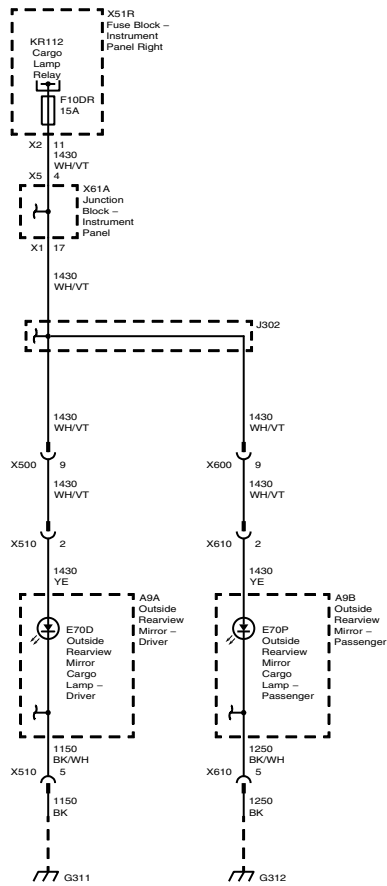 X51R
Fuse Block –
Instrument
Panel Right
KR112
Cargo
Lamp
Relay
F10DR
15A
X2 11
1430
WH/VT
X5 4
X61A
Junction
Block –
Instrument
Panel
X1 17
1430
WH/VT
J302
1430
WH/VT
1430
WH/VT
X500 9
X600 9
1430
WH/VT
1430
WH/VT
X510 2
X610 2
1430
YE
1430
YE
A9A
Outside
Rearview
Mirror –
Driver
A9B
Outside
Rearview
Mirror –
Passenger
E70D
Outside
Rearview
Mirror
Cargo
Lamp –
Driver
E70P
Outside
Rearview
Mirror
Cargo
Lamp –
Passenger
1150
BK/WH
1250
BK/WH
X510 5
X610 5
1150
BK
1250
BK
G311
G312